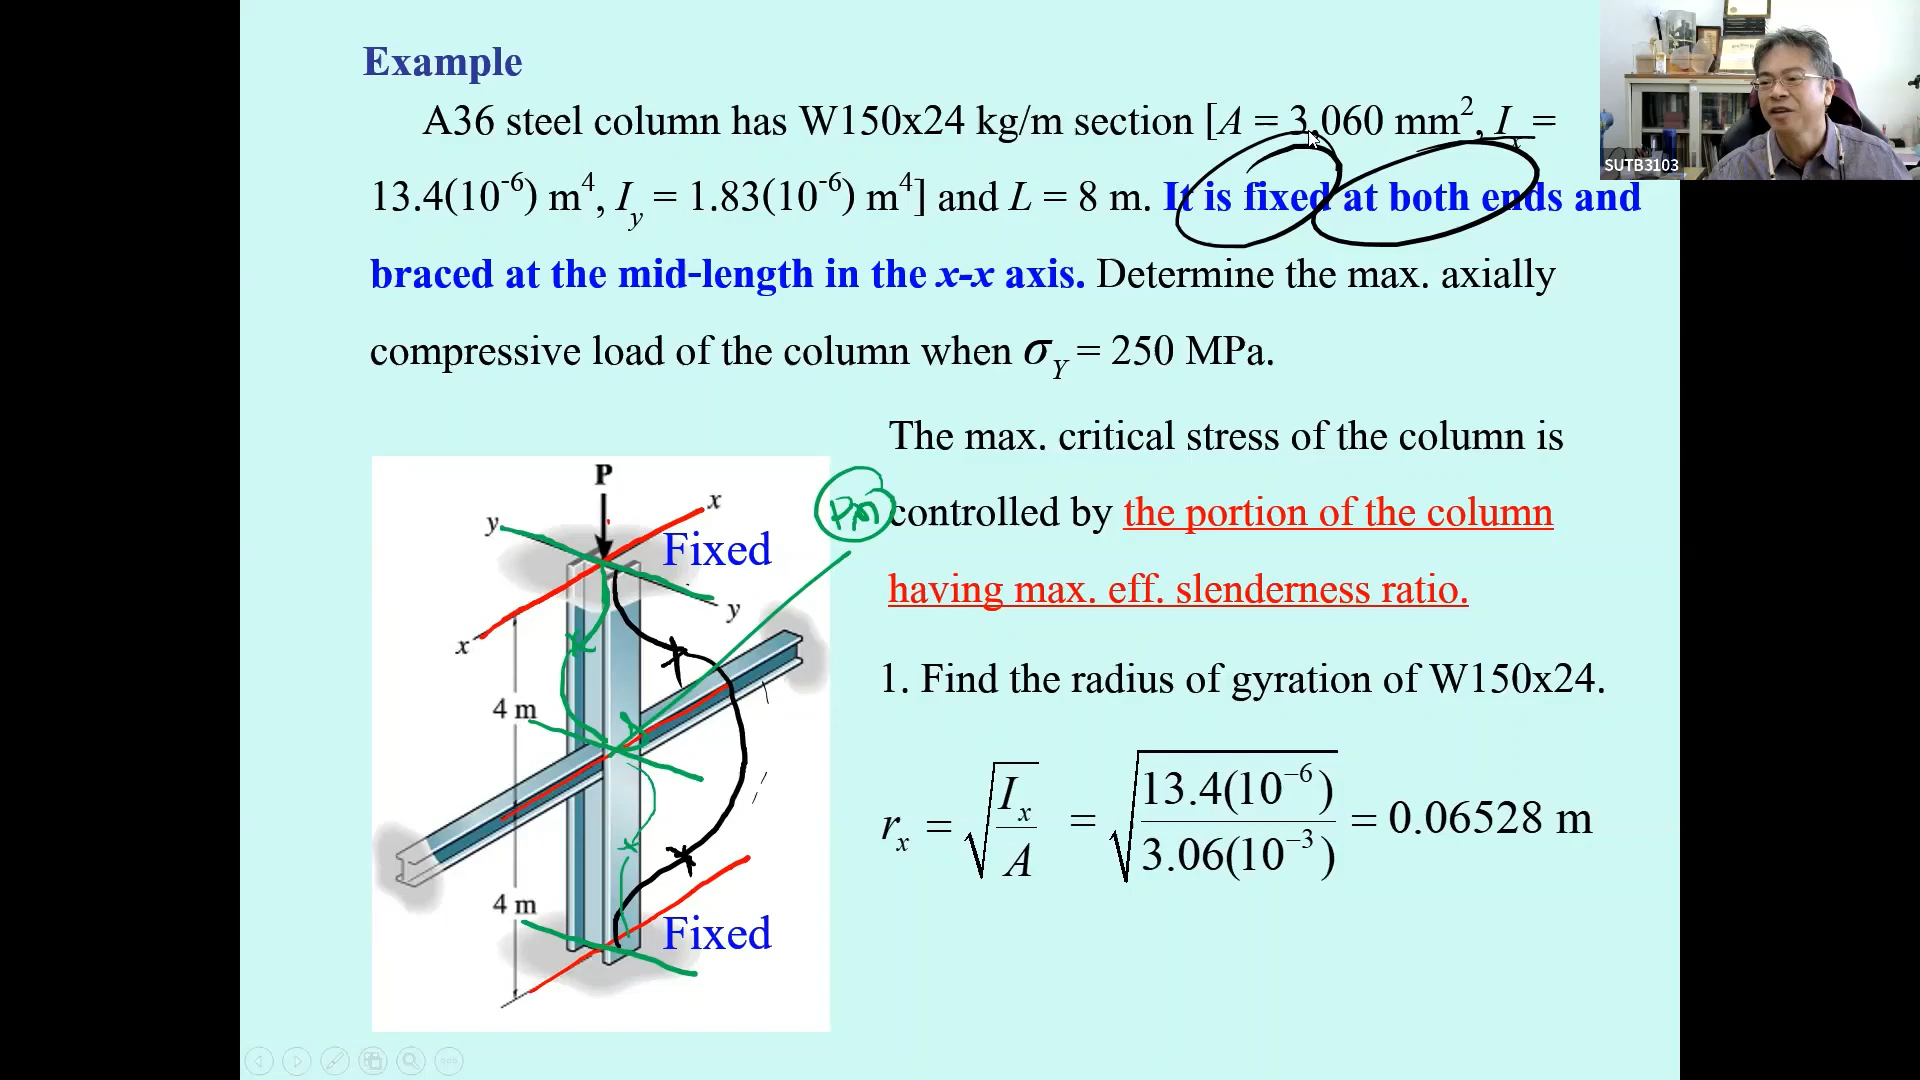 Example
A36 steel column has W150x24 kg/m section [A = 3,060 mm², Iₓ =
13.4(10⁻⁶) m⁴, I_y = 1.83(10⁻⁶) m⁴] and L = 8 m. It is fixed at both ends and
braced at the mid-length in the x-x axis. Determine the max. axially
compressive load of the column when σ_Y = 250 MPa.
The max. critical stress of the column is
controlled by the portion of the column
having max. eff. slenderness ratio.
1. Find the radius of gyration of W150x24.
rₓ = √(Iₓ/A) = √(13.4(10⁻⁶)/3.06(10⁻³)) = 0.06528 m
P
x
y
Fixed
y
x
4 m
4 m
Fixed
SUTB3103